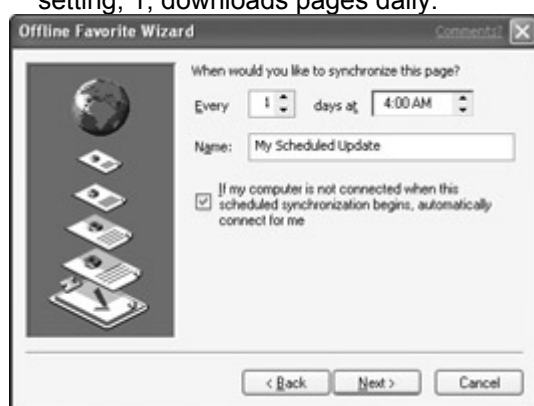 setting, 1, downloads pages daily.
Offline Favorite Wizard Comments?
When would you like to synchronize this page?
Every 1 days at 4:00 AM
Name: My Scheduled Update
If my computer is not connected when this
scheduled synchronization begins, automatically
connect for me
< Back Next > Cancel